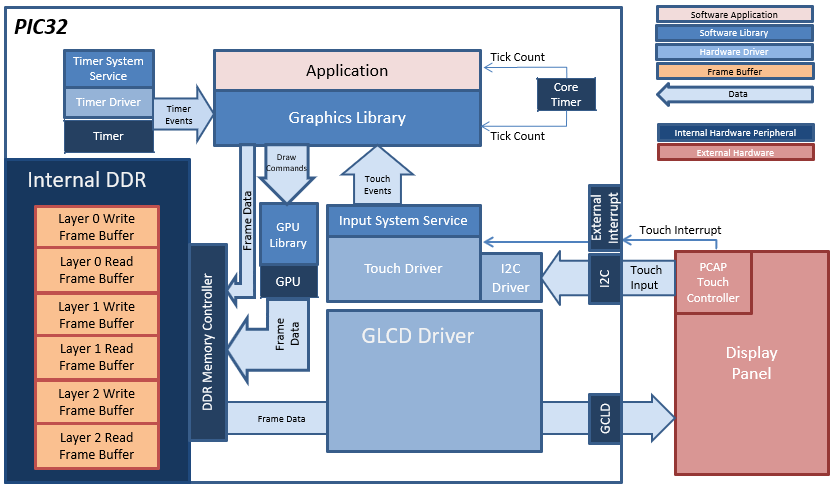 PIC32
Timer System
Service
Timer Driver
Timer
Timer
Events
Application
Graphics Library
Tick Count
Core
Timer
Tick Count
Software Application
Software Library
Hardware Driver
Frame Buffer
Data
Internal Hardware Peripheral
External Hardware
Internal DDR
Layer 0 Write
Frame Buffer
Layer 0 Read
Frame Buffer
Layer 1 Write
Frame Buffer
Layer 1 Read
Frame Buffer
Layer 2 Write
Frame Buffer
Layer 2 Read
Frame Buffer
DDR Memory Controller
Frame Data
Draw
Commands
GPU
Library
GPU
Frame
Data
Touch
Events
Input System Service
Touch Driver
I2C
Driver
External
Interrupt
Touch Interrupt
I2C
Touch
Input
PCAP
Touch
Controller
Display
Panel
GLCD Driver
Frame Data
GCLD